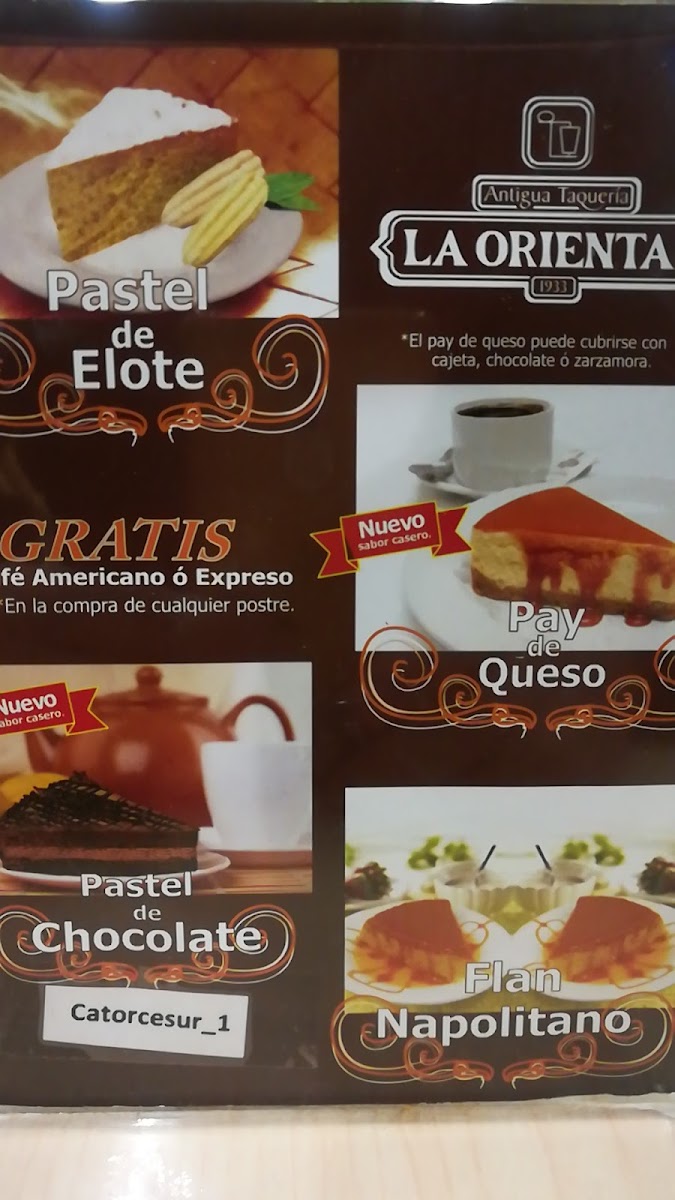 Pastel
de
Elote
Antigua Taquería
LA ORIENTA
1933
*El pay de queso puede cubrirse con
cajeta, chocolate ó zarzamora.
GRATIS
fé Americano ó Expreso
*En la compra de cualquier postre.
Nuevo
sabor casero.
Pay
de
Queso
Nuevo
sabor casero.
Pastel
de
Chocolate
Catorcesur_1
Flan
Napolitano